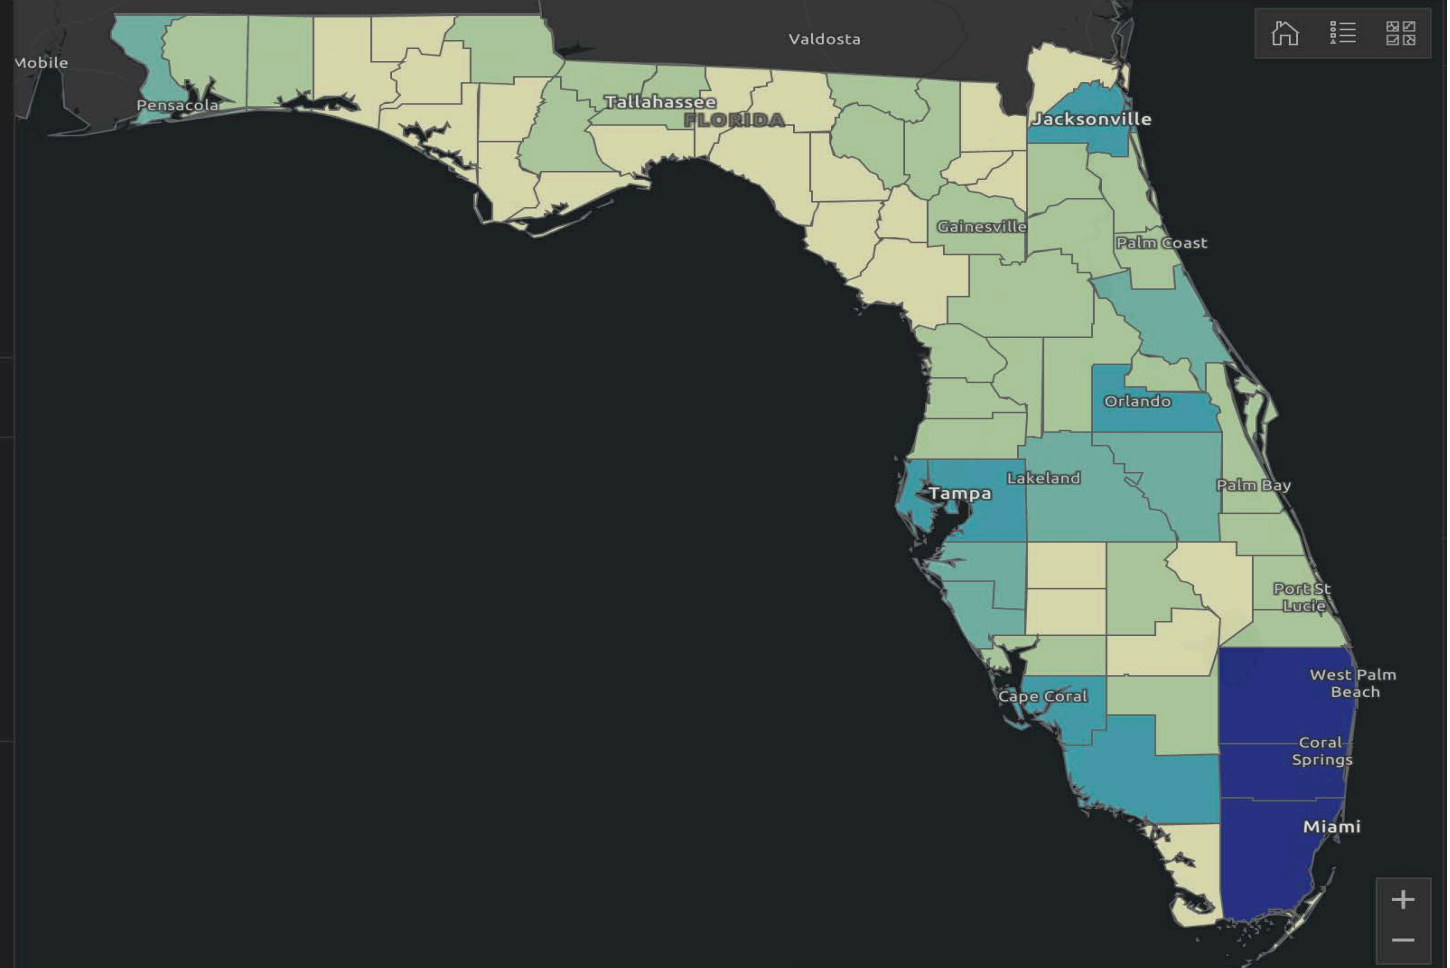 Valdosta
Mobile
Pensacola
Tallahassee
FLORIDA
Jacksonville
Gainesville
Palm Coast
Orlando
Lakeland
Tampa
Palm Bay
Port St
Lucie
Cape Coral
West Palm
Beach
Coral
Springs
Miami
+
−